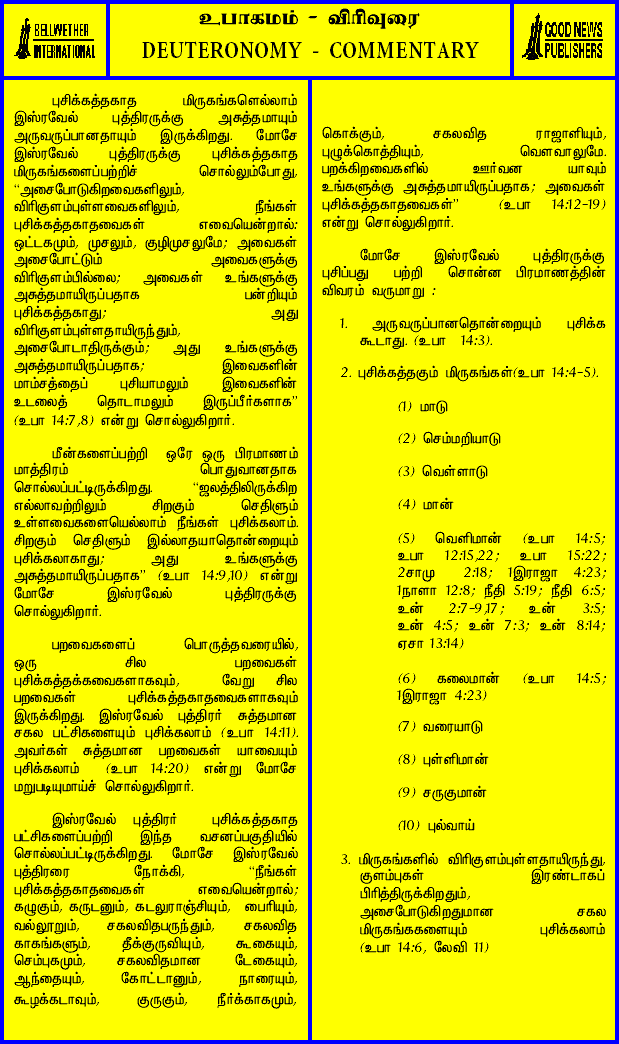 BELLWETHER
INTERNATIONAL
உபாகமம் - விரிவுரை
DEUTERONOMY - COMMENTARY
GOOD NEWS
PUBLISHERS
புசிக்கத்தகாத மிருகங்களெல்லாம்
இஸ்ரவேல் புத்திரருக்கு அசுத்தமாயும்
அருவருப்பானதாயும் இருக்கிறது. மோசே
இஸ்ரவேல் புத்திரருக்கு புசிக்கத்தகாத
மிருகங்களைப்பற்றிச் சொல்லும்போது,
“அசைபோடுகிறவைகளிலும்,
விரிகுளம்புள்ளவைகளிலும், நீங்கள்
புசிக்கத்தகாதவைகள் எவையென்றால்:
ஒட்டகமும், முசலும், குழிமுசலுமே; அவைகள்
அசைபோட்டும் அவைகளுக்கு
விரிகுளம்பில்லை; அவைகள் உங்களுக்கு
அசுத்தமாயிருப்பதாக பன்றியும்
புசிக்கத்தகாது; அது
விரிகுளம்புள்ளதாயிருந்தும்,
அசைபோடாதிருக்கும்; அது உங்களுக்கு
அசுத்தமாயிருப்பதாக; இவைகளின்
மாம்சத்தைப் புசியாமலும் இவைகளின்
உடலைத் தொடாமலும் இருப்பீர்களாக”
(உபா 14:7,8) என்று சொல்லுகிறார்.
மீன்களைப்பற்றி ஒரே ஒரு பிரமாணம்
மாத்திரம் பொதுவானதாக
சொல்லப்பட்டிருக்கிறது. “ஜலத்திலிருக்கிற
எல்லாவற்றிலும் சிறகும் செதிளும்
உள்ளவைகளையெல்லாம் நீங்கள் புசிக்கலாம்.
சிறகும் செதிளும் இல்லாதயாதொன்றையும்
புசிக்கலாகாது; அது உங்களுக்கு
அசுத்தமாயிருப்பதாக” (உபா 14:9,10) என்று
மோசே இஸ்ரவேல் புத்திரருக்கு
சொல்லுகிறார்.
பறவைகளைப் பொருத்தவரையில்,
ஒரு சில பறவைகள்
புசிக்கத்தக்கவைகளாகவும், வேறு சில
பறவைகள் புசிக்கத்தகாதவைகளாகவும்
இருக்கிறது. இஸ்ரவேல் புத்திரர் சுத்தமான
சகல பட்சிகளையும் புசிக்கலாம் (உபா 14:11).
அவர்கள் சுத்தமான பறவைகள் யாவையும்
புசிக்கலாம் (உபா 14:20) என்று மோசே
மறுபடியுமாய்ச் சொல்லுகிறார்.
இஸ்ரவேல் புத்திரர் புசிக்கத்தகாத
பட்சிகளைப்பற்றி இந்த வசனப்பகுதியில்
சொல்லப்பட்டிருக்கிறது. மோசே இஸ்ரவேல்
புத்திரரை நோக்கி, “நீங்கள்
புசிக்கத்தகாதவைகள் எவையென்றால்;
கழுகும், கருடனும், கடலுராஞ்சியும், பைரியும்,
வல்லூறும், சகலவிதபருந்தும், சகலவித
காகங்களும், தீக்குருவியும், கூகையும்,
செம்புகமும், சகலவிதமான டேகையும்,
ஆந்தையும், கோட்டானும், நாரையும்,
கூழக்கடாவும், குருகும், நீர்க்காகமும்,
கொக்கும், சகலவித ராஜாளியும்,
புழுக்கொத்தியும், வெளவாலுமே.
பறக்கிறவைகளில் ஊர்வன யாவும்
உங்களுக்கு அசுத்தமாயிருப்பதாக; அவைகள்
புசிக்கத்தகாதவைகள்” (உபா 14:12-19)
என்று சொல்லுகிறார்.
மோசே இஸ்ரவேல் புத்திரருக்கு
புசிப்பது பற்றி சொன்ன பிரமாணத்தின்
விவரம் வருமாறு :
1. அருவருப்பானதொன்றையும் புசிக்க
கூடாது. (உபா 14:3).
2. புசிக்கத்தகும் மிருகங்கள்(உபா 14:4-5).
(1) மாடு
(2) செம்மறியாடு
(3) வெள்ளாடு
(4) மான்
(5) வெளிமான் (உபா 14:5;
உபா 12:15,22; உபா 15:22;
2சாமு 2:18; 1இராஜா 4:23;
1நாளா 12:8; நீதி 5:19; நீதி 6:5;
உன் 2:7-9,17; உன் 3:5;
உன் 4:5; உன் 7:3; உன் 8:14;
ஏசா 13:14)
(6) கலைமான் (உபா 14:5;
1இராஜா 4:23)
(7) வரையாடு
(8) புள்ளிமான்
(9) சருகுமான்
(10) புல்வாய்
3. மிருகங்களில் விரிகுளம்புள்ளதாயிருந்து,
குளம்புகள் இரண்டாகப்
பிரிந்திருக்கிறதும்,
அசைபோடுகிறதுமான சகல
மிருகங்ககளையும் புசிக்கலாம்
(உபா 14:6, லேவி 11)